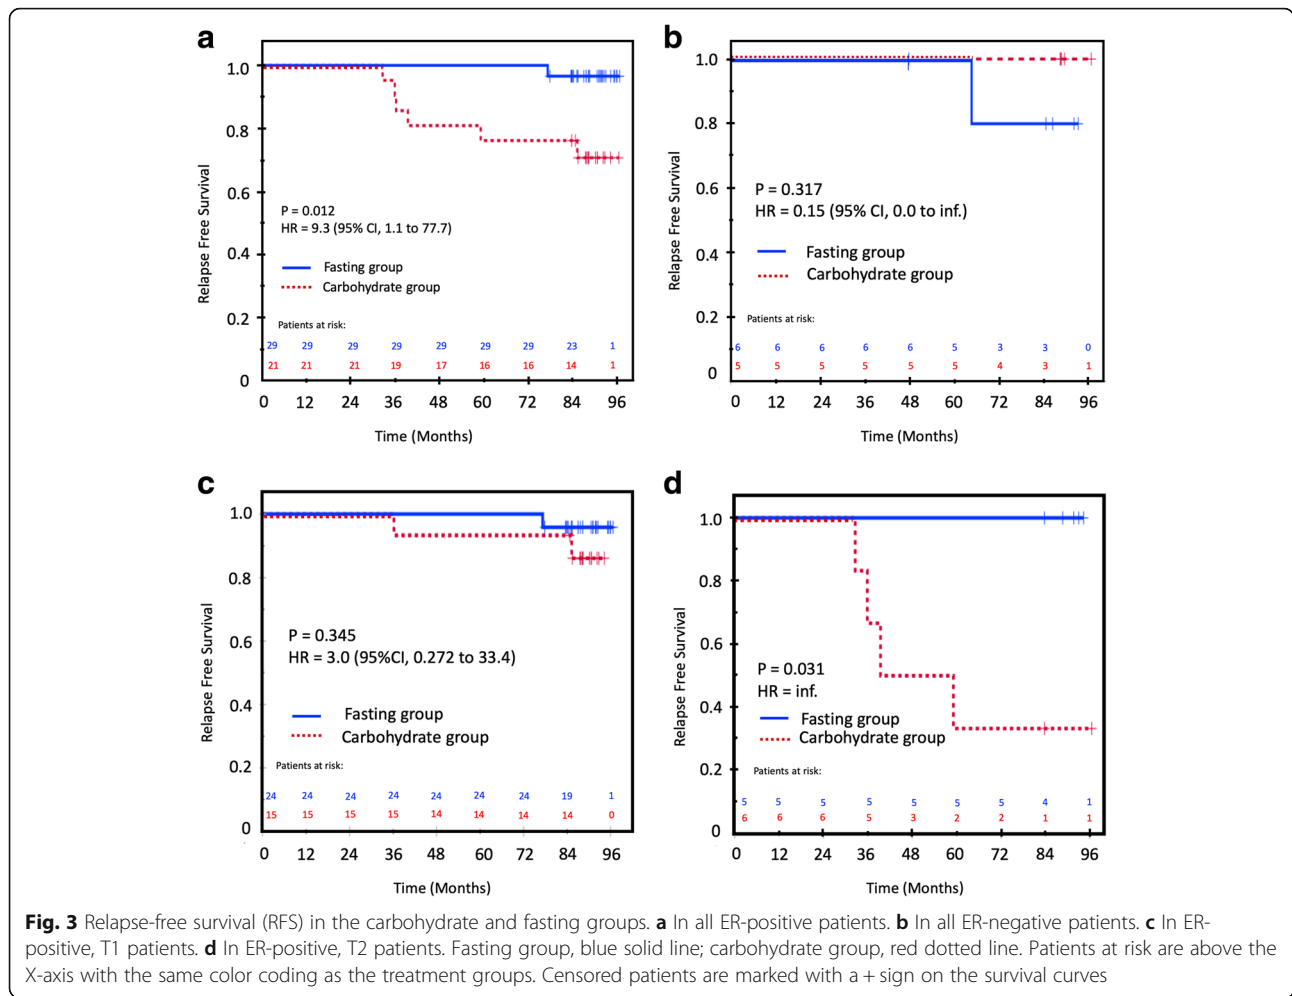 a
1.0
0.8
0.6
0.4
0.2
0
Relapse Free Survival
P = 0.012
HR = 9.3 (95% CI, 1.1 to 77.7)
Fasting group
Carbohydrate group
Patients at risk:
29 29 29 29 29 29 29 23 1
21 21 21 19 17 16 16 14 1
0 12 24 36 48 60 72 84 96
Time (Months)
b
1.0
0.8
0.6
0.4
0.2
0
Relapse Free Survival
P = 0.317
HR = 0.15 (95% CI, 0.0 to inf.)
Fasting group
Carbohydrate group
Patients at risk:
6 6 6 6 6 5 3 3 0
5 5 5 5 5 5 4 3 1
0 12 24 36 48 60 72 84 96
Time (Months)
c
1.0
0.8
0.6
0.4
0.2
0
Relapse Free Survival
P = 0.345
HR = 3.0 (95%CI, 0.272 to 33.4)
Fasting group
Carbohydrate group
Patients at risk:
24 24 24 24 24 24 24 19 1
15 15 15 15 14 14 14 14 0
0 12 24 36 48 60 72 84 96
Time (Months)
d
1.0
0.8
0.6
0.4
0.2
0
Relapse Free Survival
P = 0.031
HR = inf.
Fasting group
Carbohydrate group
Patients at risk:
5 5 5 5 5 5 5 4 1
6 6 6 5 3 2 2 1 1
0 12 24 36 48 60 72 84 96
Time (Months)
Fig. 3 Relapse-free survival (RFS) in the carbohydrate and fasting groups. a In all ER-positive patients. b In all ER-negative patients. c In ER-
positive, T1 patients. d In ER-positive, T2 patients. Fasting group, blue solid line; carbohydrate group, red dotted line. Patients at risk are above the
X-axis with the same color coding as the treatment groups. Censored patients are marked with a + sign on the survival curves